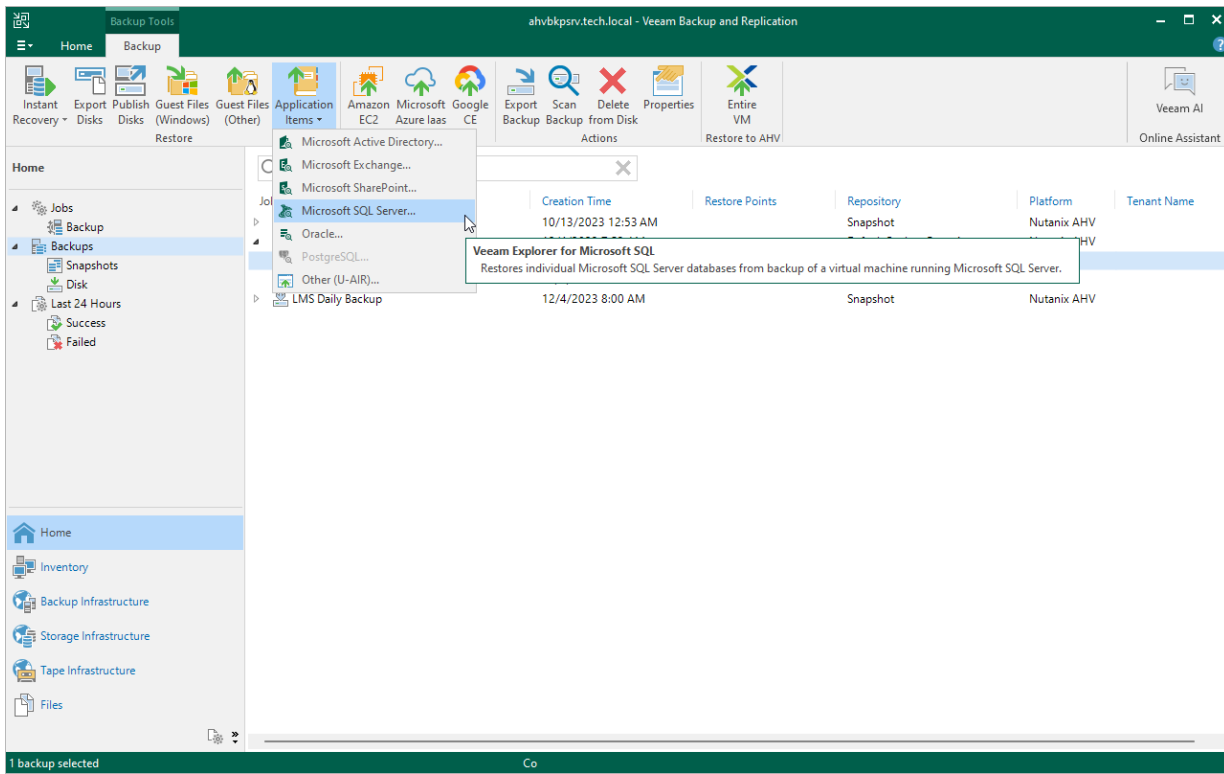 Backup Tools
ahvbkpsrv.tech.local - Veeam Backup and Replication
Home Backup
?
Instant Recovery
Export Disks
Publish Disks
Guest Files (Windows)
Guest Files (Other)
Application Items
Amazon EC2
Microsoft Azure Iaas
Google CE
Export Backup
Scan Backup
Delete from Disk
Properties
Entire VM
Veeam AI
Restore
Actions
Restore to AHV
Online Assistant
Microsoft Active Directory...
Microsoft Exchange...
Microsoft SharePoint...
Microsoft SQL Server...
Oracle...
PostgreSQL...
Other (U-AIR)...
Veeam Explorer for Microsoft SQL
Restores individual Microsoft SQL Server databases from backup of a virtual machine running Microsoft SQL Server.
Home
Jobs
Backup
Backups
Snapshots
Disk
Last 24 Hours
Success
Failed
Creation Time Restore Points Repository Platform Tenant Name
10/13/2023 12:53 AM Snapshot Nutanix AHV
LMS Daily Backup 12/4/2023 8:00 AM Snapshot Nutanix AHV
Home
Inventory
Backup Infrastructure
Storage Infrastructure
Tape Infrastructure
Files
1 backup selected
Co